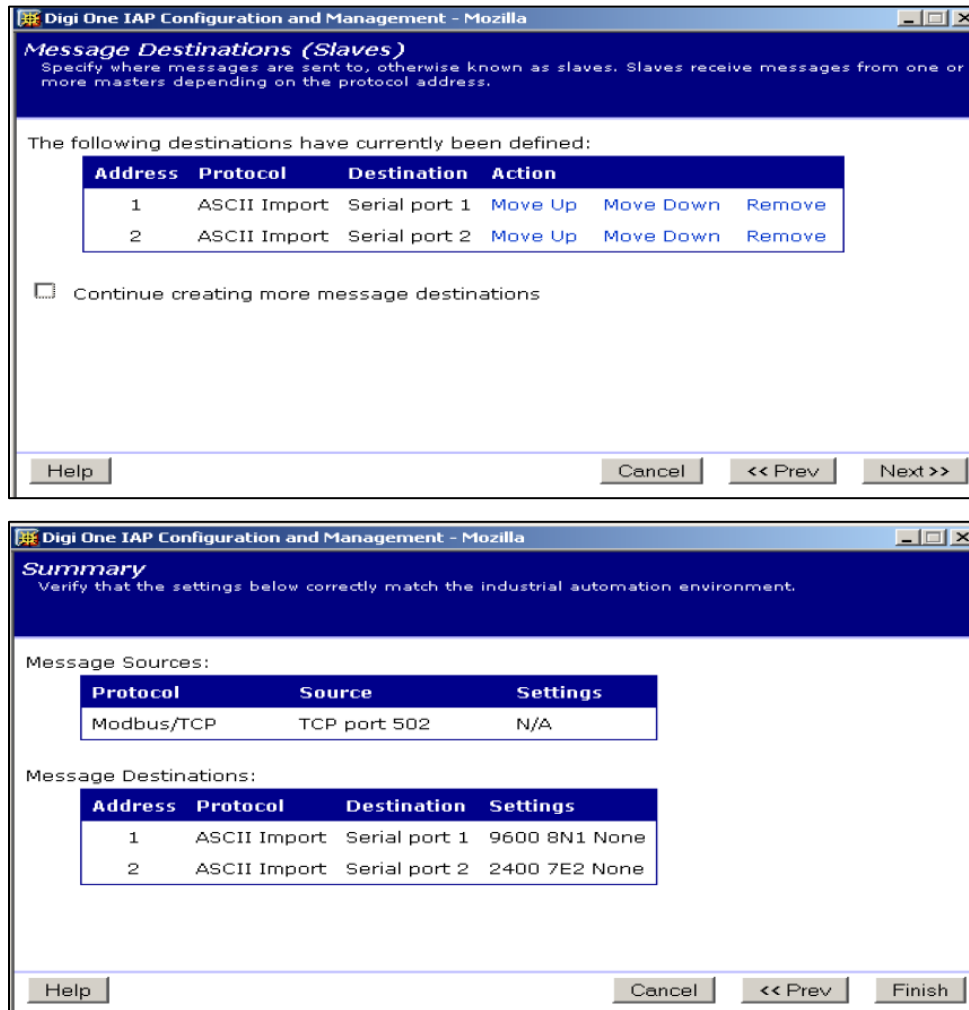 Digi One IAP Configuration and Management - Mozilla
Message Destinations (Slaves)
Specify where messages are sent to, otherwise known as slaves. Slaves receive messages from one or
more masters depending on the protocol address.
The following destinations have currently been defined:
Address Protocol Destination Action
1 ASCII Import Serial port 1 Move Up Move Down Remove
2 ASCII Import Serial port 2 Move Up Move Down Remove
Continue creating more message destinations
Help Cancel << Prev Next >>
Digi One IAP Configuration and Management - Mozilla
Summary
Verify that the settings below correctly match the industrial automation environment.
Message Sources:
Protocol Source Settings
Modbus/TCP TCP port 502 N/A
Message Destinations:
Address Protocol Destination Settings
1 ASCII Import Serial port 1 9600 8N1 None
2 ASCII Import Serial port 2 2400 7E2 None
Help Cancel << Prev Finish